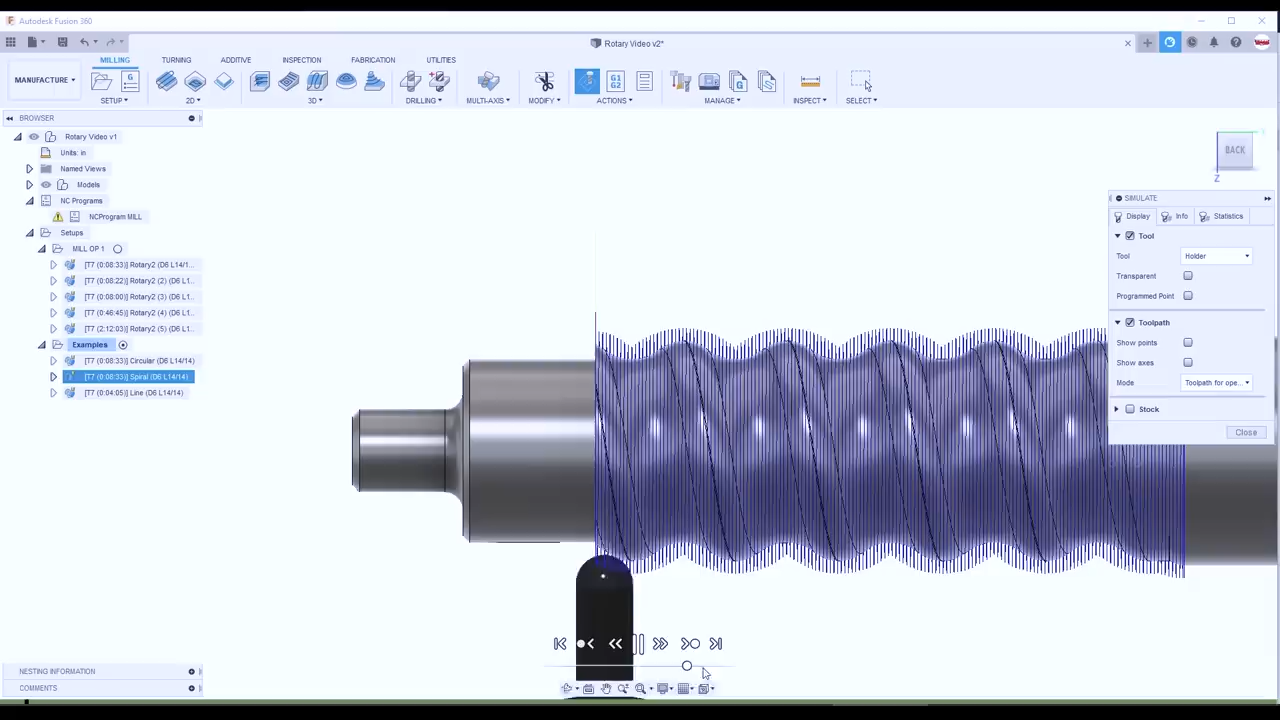 Autodesk Fusion 360
Rotary Video v2*
MILLING TURNING ADDITIVE INSPECTION FABRICATION UTILITIES
MANUFACTURE
G1
G2
SETUP 2D 3D DRILLING MULTI-AXIS MODIFY ACTIONS MANAGE INSPECT SELECT
BROWSER
Rotary Video v1
Units: in
Named Views
Models
NC Programs
NCProgram MILL
Setups
MILL OP 1
[T7 (0:08:33)] Rotary2 (D6 L14/1...
[T7 (0:08:22)] Rotary2 (2) (D6 L1...
[T7 (0:08:00)] Rotary2 (3) (D6 L1...
[T7 (0:46:45)] Rotary2 (4) (D6 L1...
[T7 (2:12:03)] Rotary2 (5) (D6 L1...
Examples
[T7 (0:08:33)] Circular (D6 L14/14)
[T7 (0:08:33)] Spiral (D6 L14/14)
[T7 (0:04:05)] Line (D6 L14/14)
BACK
X
Z
SIMULATE
Display Info Statistics
Tool
Tool Holder
Transparent
Programmed Point
Toolpath
Show points
Show axes
Mode Toolpath for ope...
Stock
Close
NESTING INFORMATION
COMMENTS